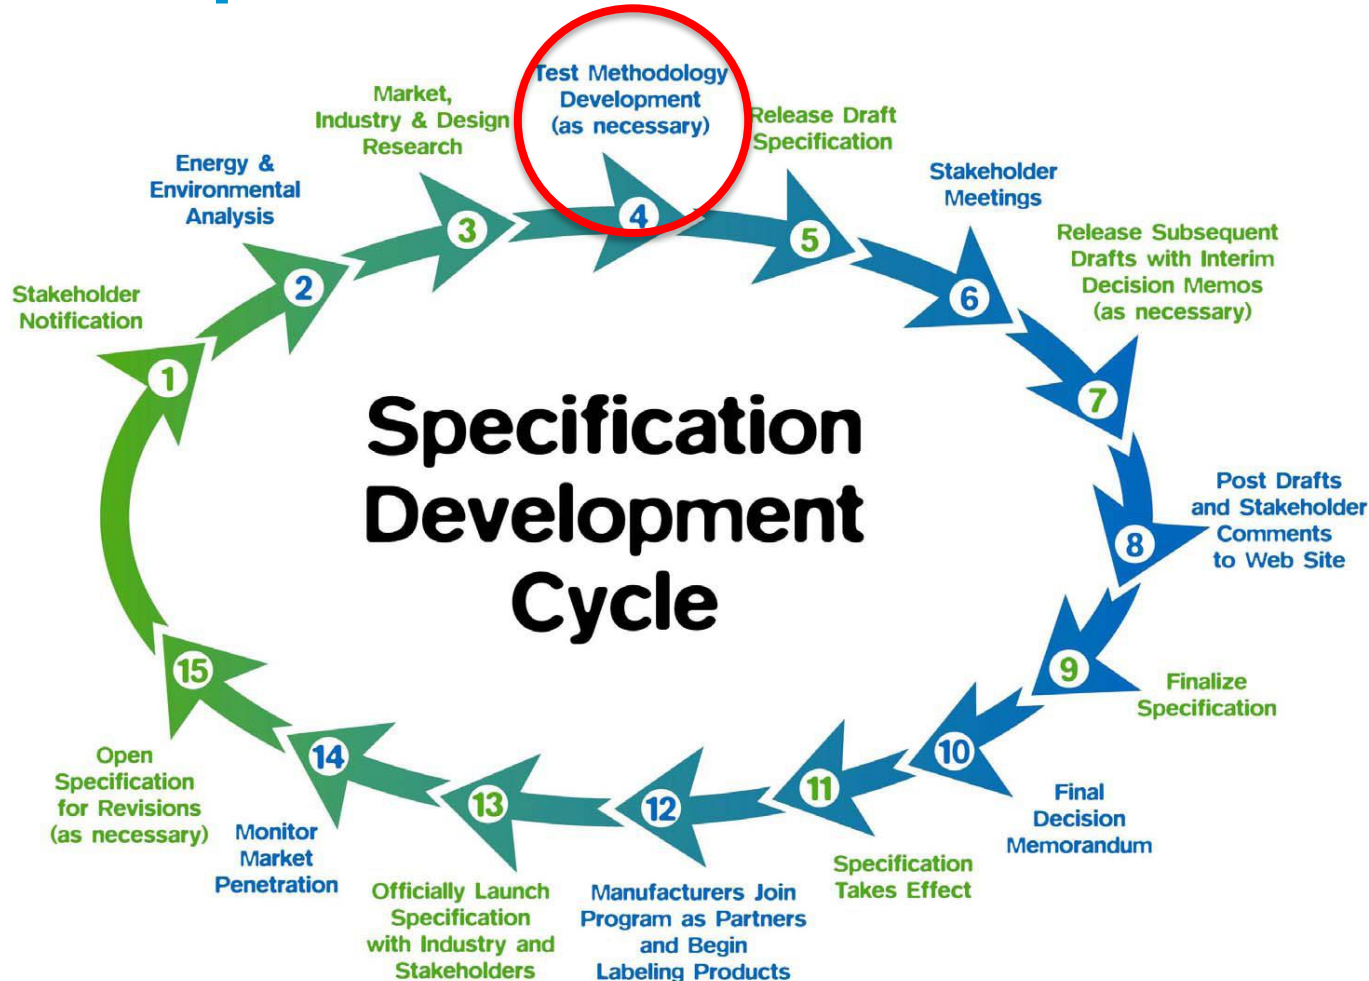 Test Methodology
Development
(as necessary)
Market,
Industry & Design
Research
Release Draft
Specification
Energy &
Environmental
Analysis
Stakeholder
Meetings
Release Subsequent
Drafts with Interim
Decision Memos
(as necessary)
Stakeholder
Notification
1
2
3
4
5
6
7
8
9
10
11
12
13
14
15
Specification
Development
Cycle
Post Drafts
and Stakeholder
Comments
to Web Site
Finalize
Specification
Final
Decision
Memorandum
Specification
Takes Effect
Manufacturers Join
Program as Partners
and Begin
Labeling Products
Officially Launch
Specification
with Industry and
Stakeholders
Monitor
Market
Penetration
Open
Specification
for Revisions
(as necessary)